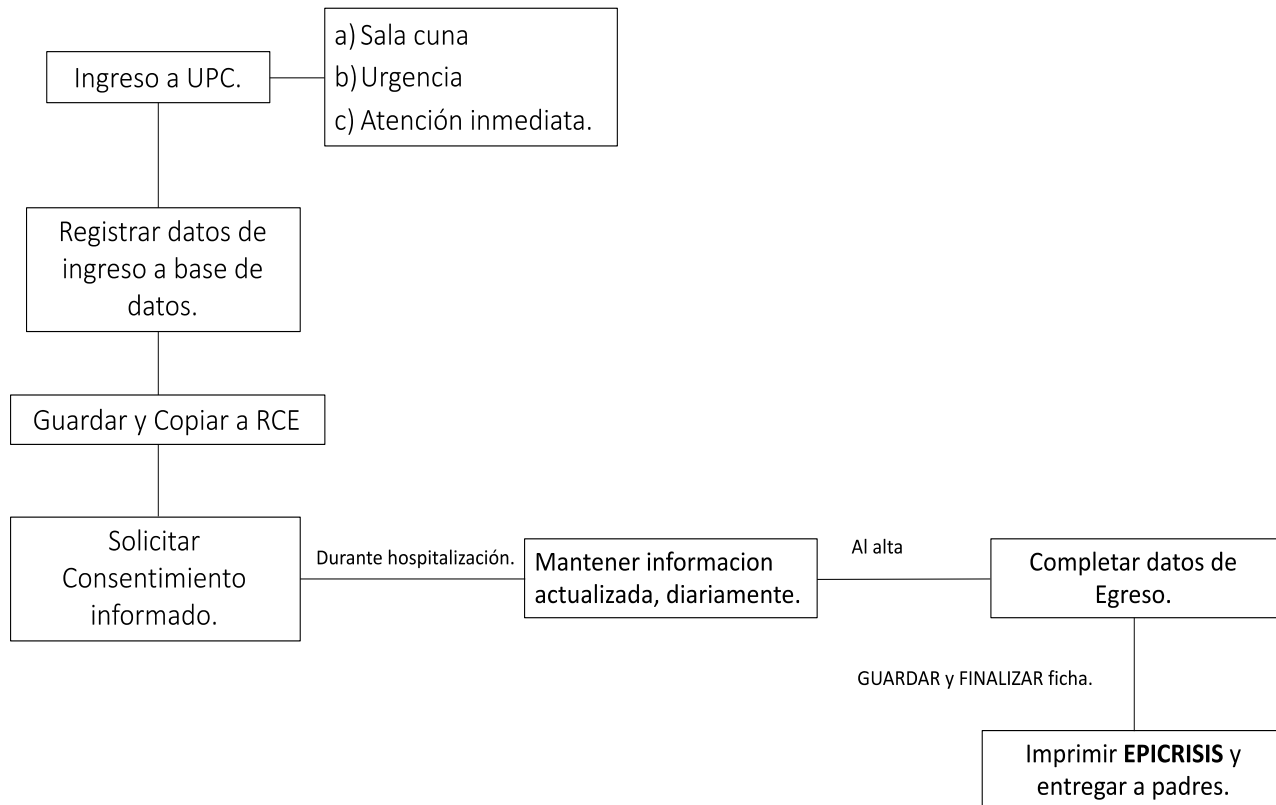 Ingreso a UPC.
a) Sala cuna
b) Urgencia
c) Atención inmediata.
Registrar datos de
ingreso a base de
datos.
Guardar y Copiar a RCE
Solicitar
Consentimiento
informado.
Durante hospitalización.
Mantener informacion
actualizada, diariamente.
Al alta
Completar datos de
Egreso.
GUARDAR y FINALIZAR ficha.
Imprimir EPICRISIS y
entregar a padres.